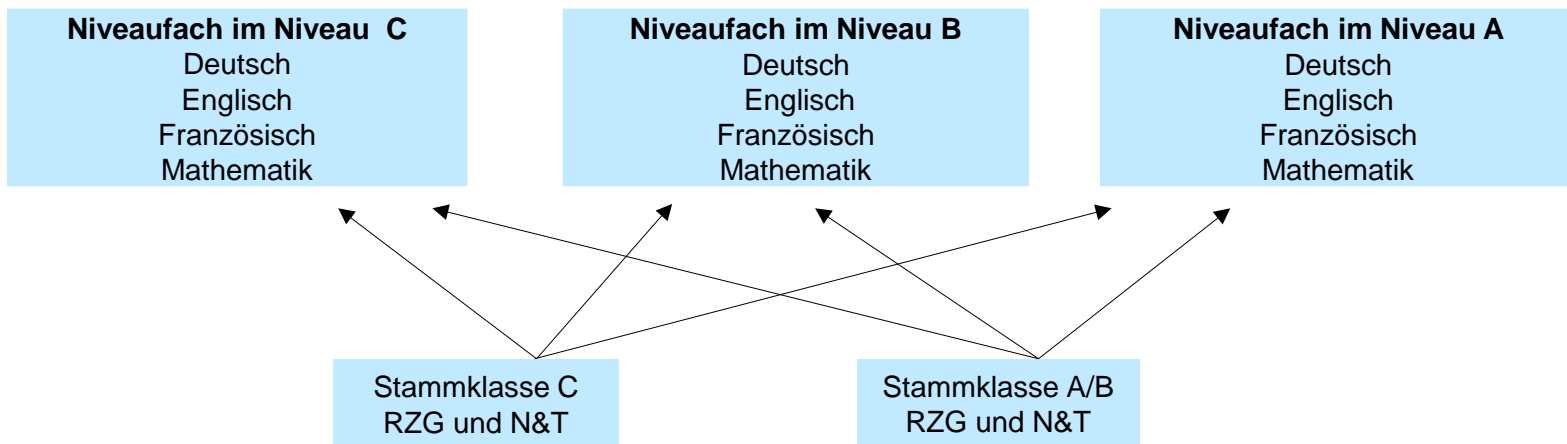 Niveaufach im Niveau C
Deutsch
Englisch
Französisch
Mathematik
Niveaufach im Niveau B
Deutsch
Englisch
Französisch
Mathematik
Niveaufach im Niveau A
Deutsch
Englisch
Französisch
Mathematik
Stammklasse C
RZG und N&T
Stammklasse A/B
RZG und N&T